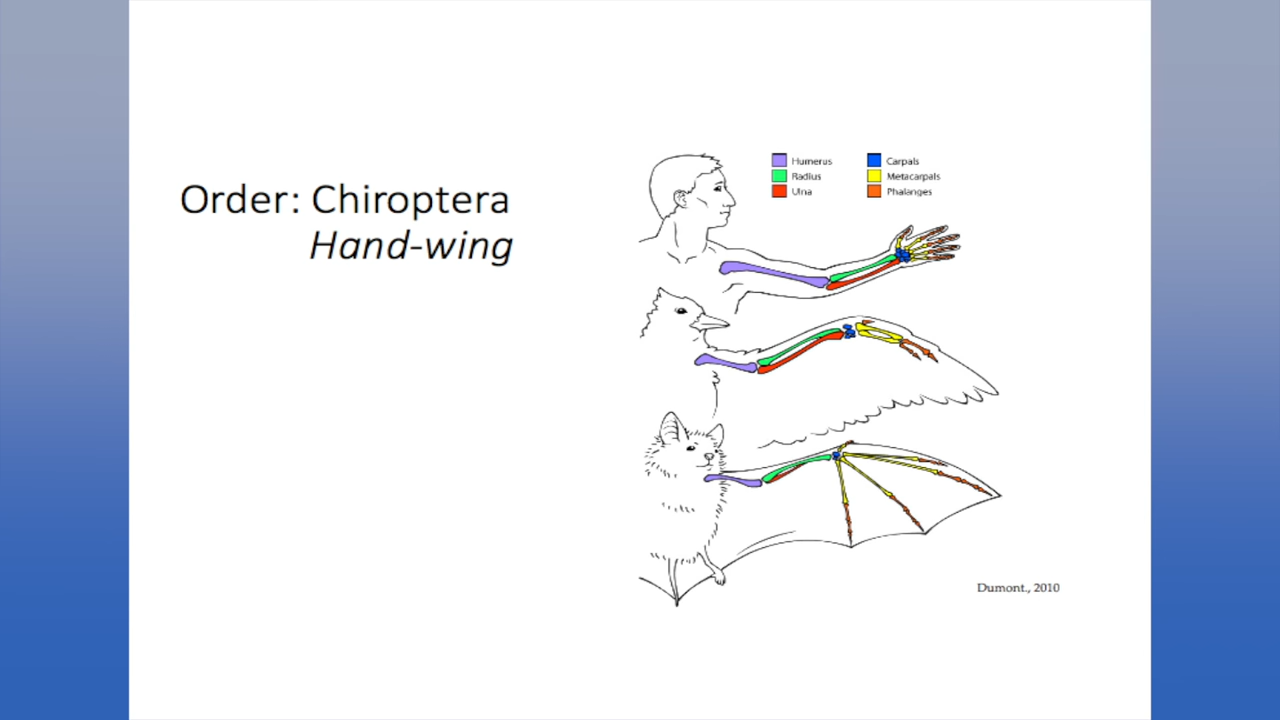 Order: Chiroptera
Hand-wing
Humerus
Radius
Ulna
Carpals
Metacarpals
Phalanges
Dumont., 2010